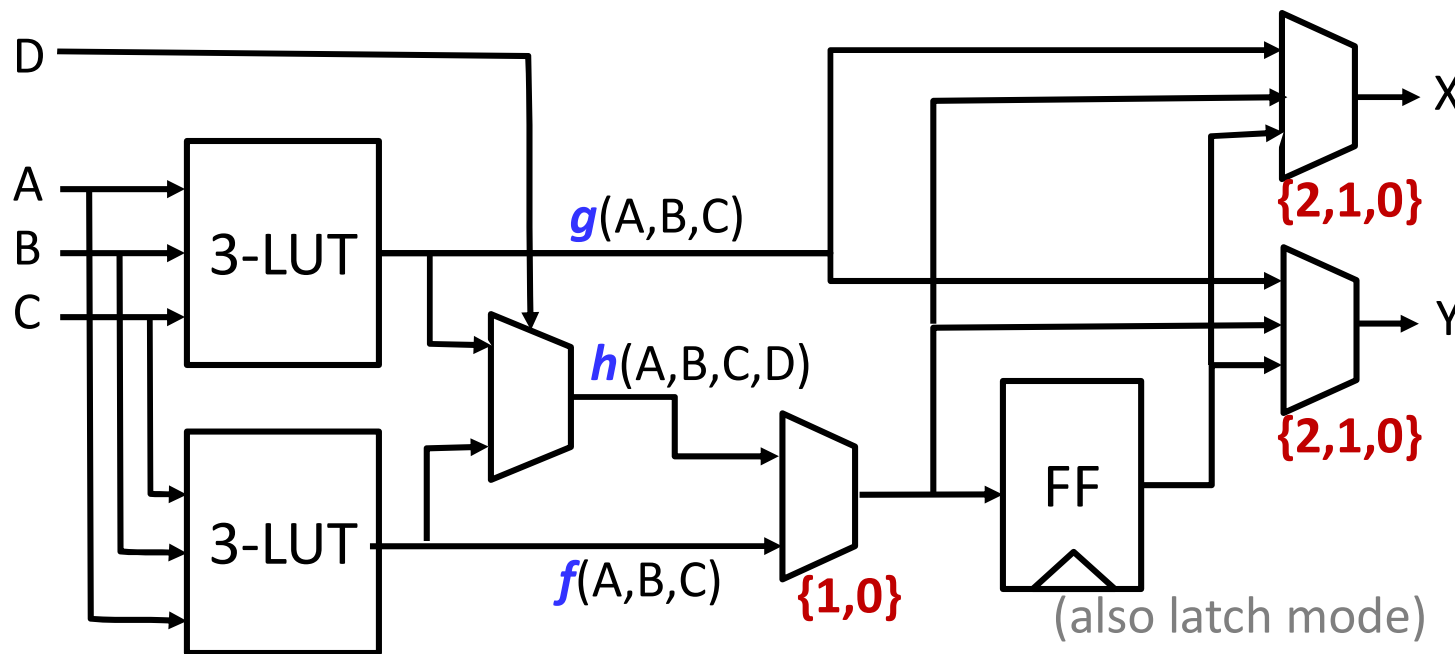 D
X
A
{2,1,0}
g(A,B,C)
B
3-LUT
C
Y
h(A,B,C,D)
{2,1,0}
FF
3-LUT
f(A,B,C)
{1,0}
(also latch mode)